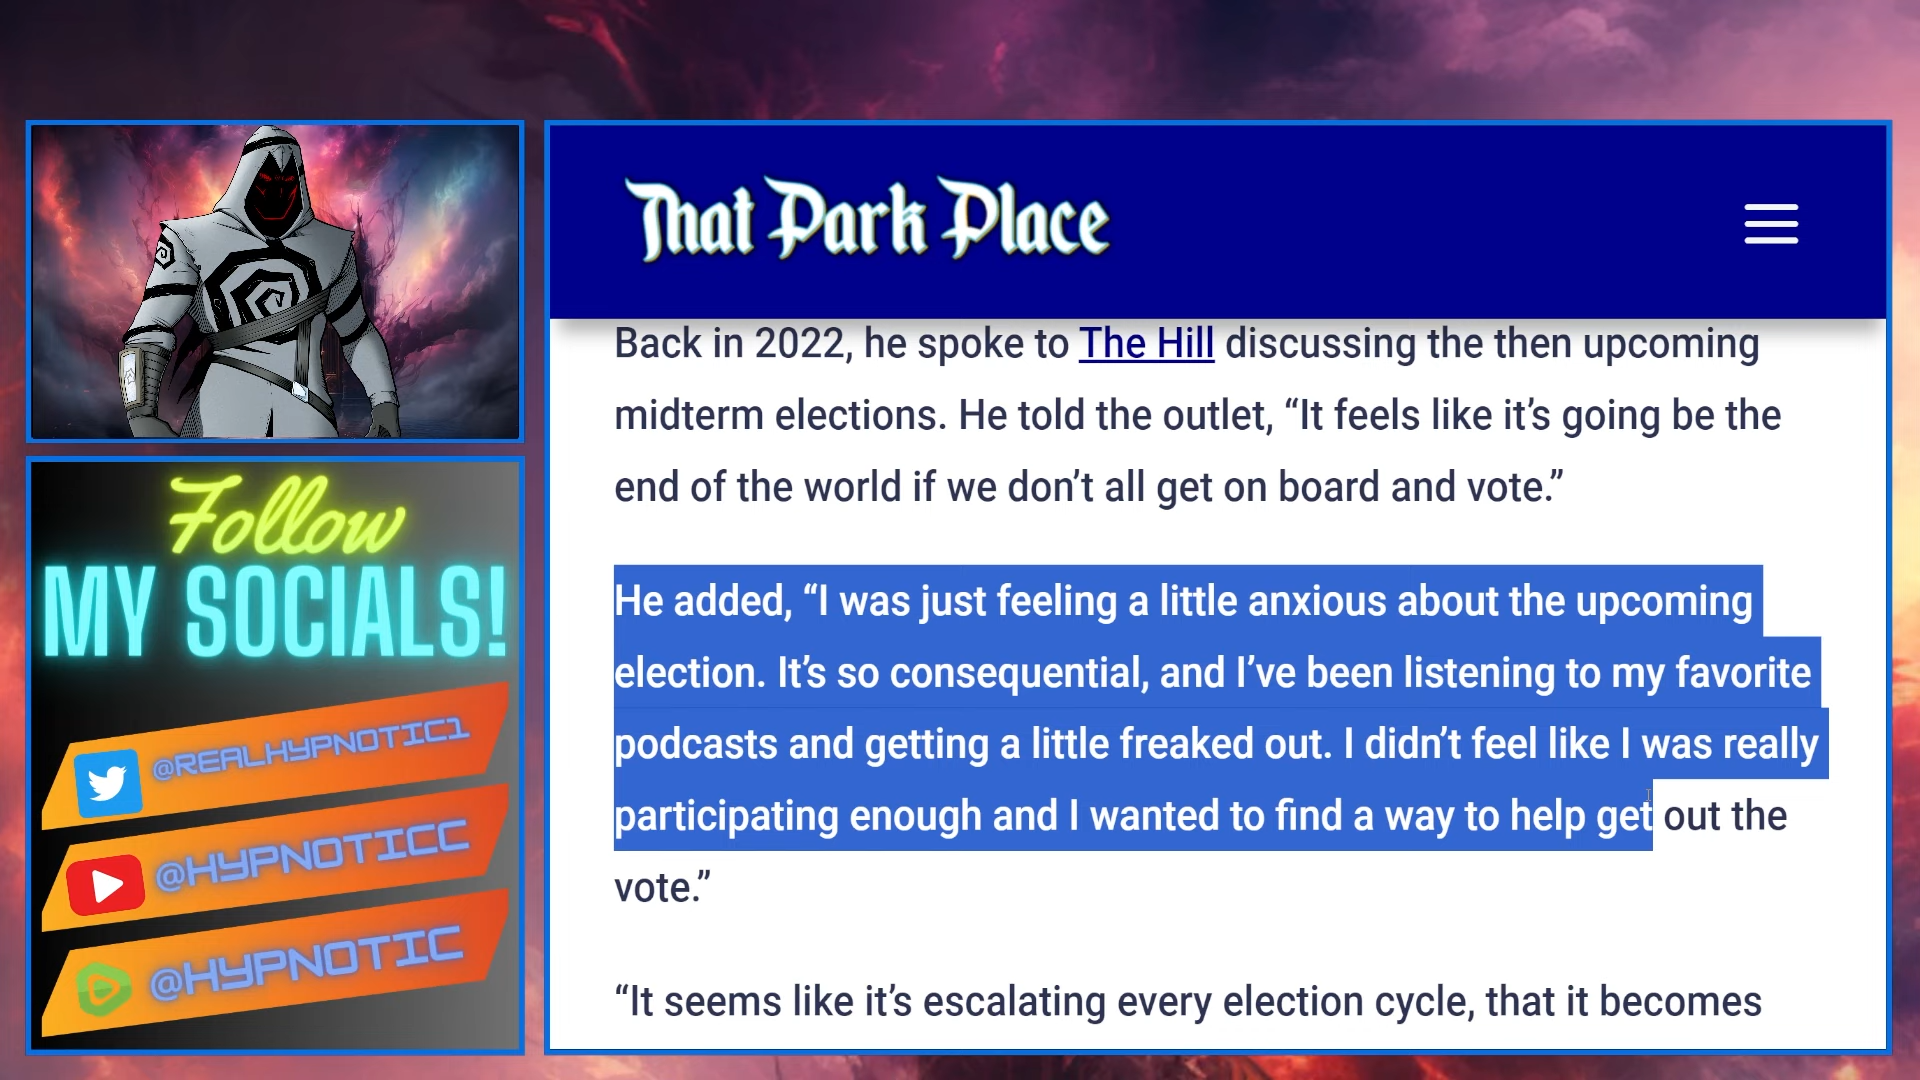 Follow
MY SOCIALS!
@REALHYPNOTIC1
@HYPNOTICC
@HYPNOTIC
That Park Place
Back in 2022, he spoke to The Hill discussing the then upcoming
midterm elections. He told the outlet, “It feels like it’s going be the
end of the world if we don’t all get on board and vote.”
He added, “I was just feeling a little anxious about the upcoming
election. It’s so consequential, and I’ve been listening to my favorite
podcasts and getting a little freaked out. I didn’t feel like I was really
participating enough and I wanted to find a way to help get out the
vote.”
“It seems like it’s escalating every election cycle, that it becomes